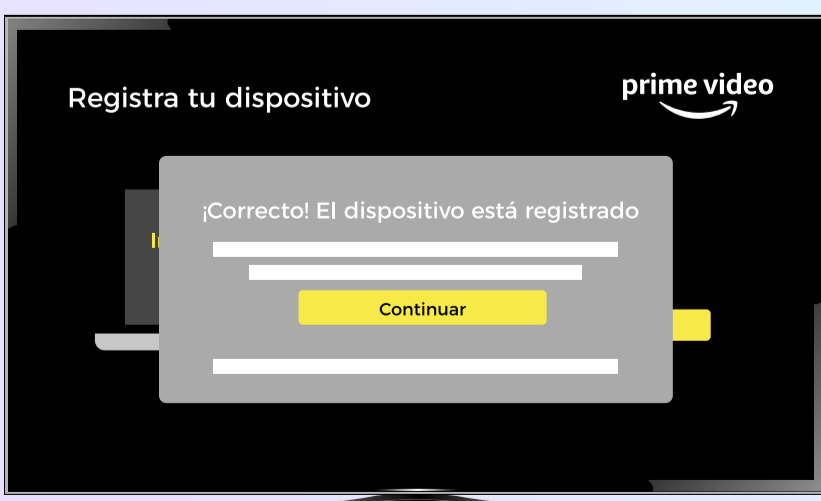 Registra tu dispositivo
prime video
¡Correcto! El dispositivo está registrado
Continuar